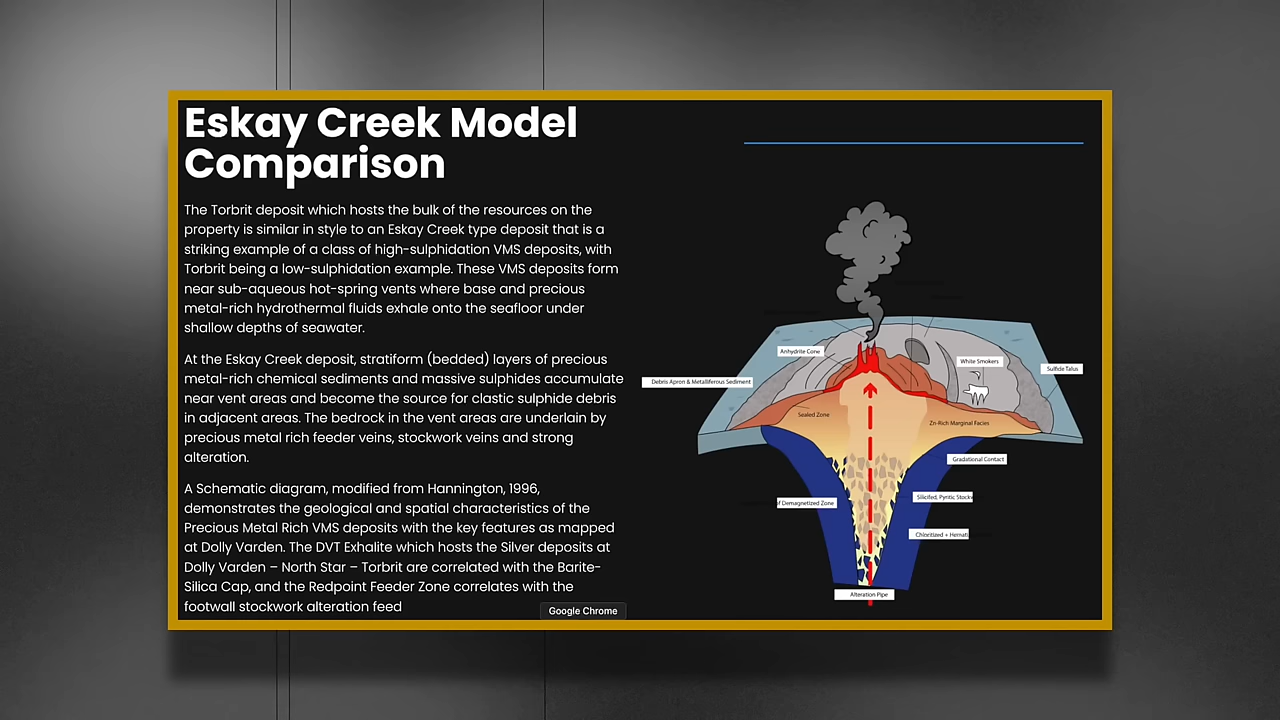 Eskay Creek Model
Comparison
The Torbrit deposit which hosts the bulk of the resources on the
property is similar in style to an Eskay Creek type deposit that is a
striking example of a class of high-sulphidation VMS deposits, with
Torbrit being a low-sulphidation example. These VMS deposits form
near sub-aqueous hot-spring vents where base and precious
metal-rich hydrothermal fluids exhale onto the seafloor under
shallow depths of seawater.
At the Eskay Creek deposit, stratiform (bedded) layers of precious
metal-rich chemical sediments and massive sulphides accumulate
near vent areas and become the source for clastic sulphide debris
in adjacent areas. The bedrock in the vent areas are underlain by
precious metal rich feeder veins, stockwork veins and strong
alteration.
A Schematic diagram, modified from Hannington, 1996,
demonstrates the geological and spatial characteristics of the
Precious Metal Rich VMS deposits with the key features as mapped
at Dolly Varden. The DVT Exhalite which hosts the Silver deposits at
Dolly Varden – North Star – Torbrit are correlated with the Barite-
Silica Cap, and the Redpoint Feeder Zone correlates with the
footwall stockwork alteration feed
Google Chrome
Anhydrite Cone
White Smokers
Sulfide Talus
Debris Apron & Metalliferous Sediment
Sealed Zone
Zn-Rich Marginal Facies
Gradational Contact
Silicifed, Pyritic Stockw
of Demagnetized Zone
Chloritized + Hemati
Alteration Pipe